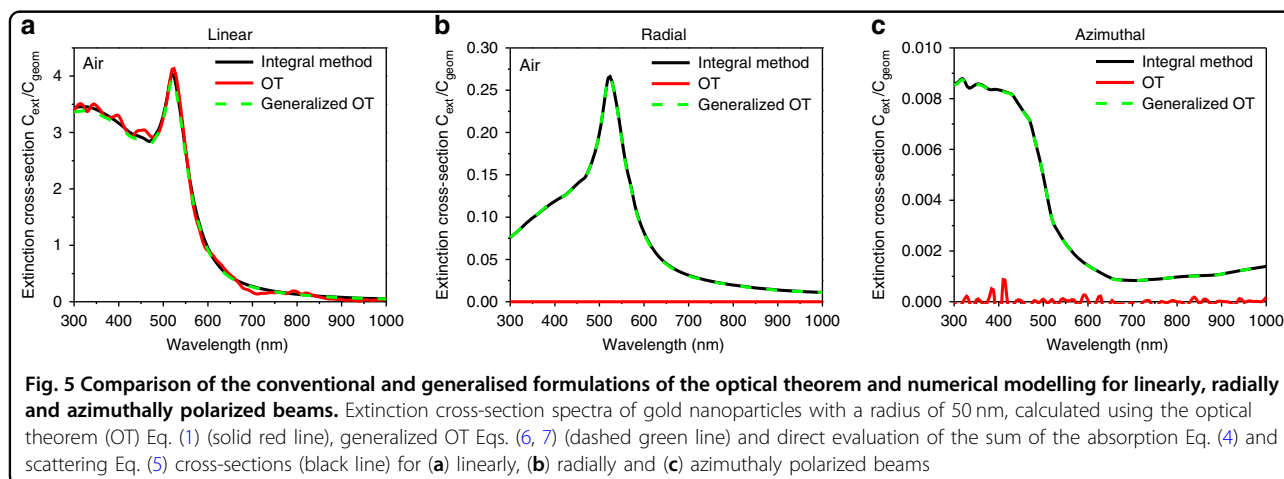 a
Linear
Extinction cross-section C_ext/C_geom
4
3
2
1
0
Air
Integral method
OT
Generalized OT
300 400 500 600 700 800 900 1000
Wavelength (nm)
b
Radial
Extinction cross-section C_ext/C_geom
0.30
0.25
0.20
0.15
0.10
0.05
0.00
Air
Integral method
OT
Generalized OT
300 400 500 600 700 800 900 1000
Wavelength (nm)
c
Azimuthal
Extinction cross-section C_ext/C_geom
0.010
0.008
0.006
0.004
0.002
0.000
Integral method
OT
Generalized OT
300 400 500 600 700 800 900 1000
Wavelength (nm)
Fig. 5 Comparison of the conventional and generalised formulations of the optical theorem and numerical modelling for linearly, radially
and azimuthally polarized beams. Extinction cross-section spectra of gold nanoparticles with a radius of 50 nm, calculated using the optical
theorem (OT) Eq. (1) (solid red line), generalized OT Eqs. (6, 7) (dashed green line) and direct evaluation of the sum of the absorption Eq. (4) and
scattering Eq. (5) cross-sections (black line) for (a) linearly, (b) radially and (c) azimuthaly polarized beams